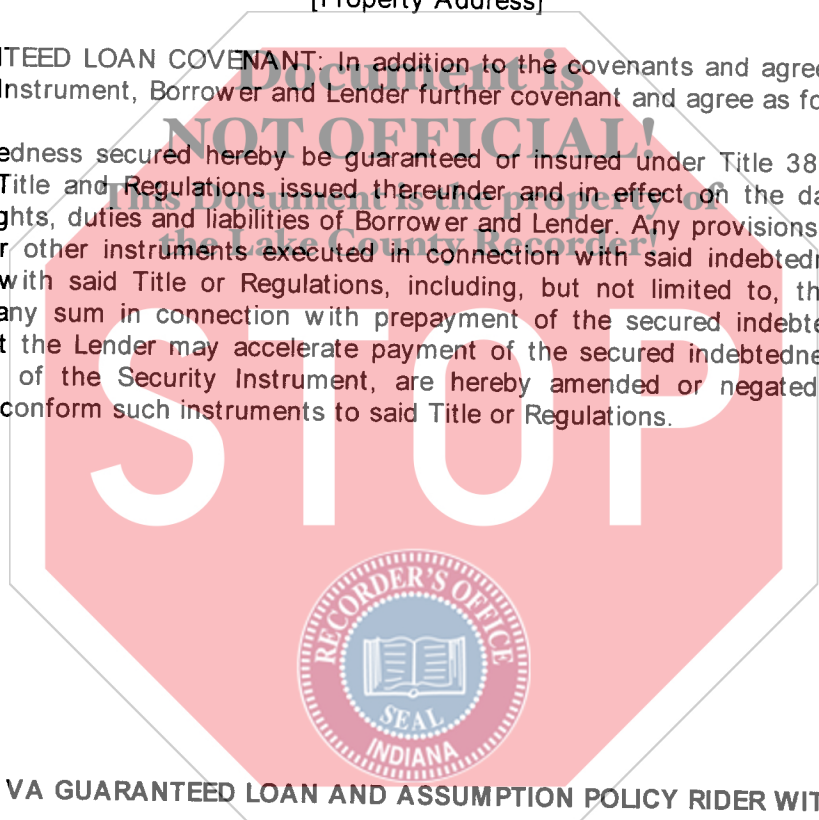 [Property Address]
NTEED LOAN COVENANT: In addition to the covenants and agree
Document is
Instrument, Borrower and Lender further covenant and agree as fo
NOT OFFICIAL!
edness secured hereby be guaranteed or insured under Title 38
Title and Regulations issued thereunder and in effect on the da
This Document is the property of
ghts, duties and liabilities of Borrower and Lender. Any provisions
the Lake County Recorder!
r other instruments executed in connection with said indebtedn
with said Title or Regulations, including, but not limited to, th
any sum in connection with prepayment of the secured indebte
t the Lender may accelerate payment of the secured indebtedne
of the Security Instrument, are hereby amended or negated
conform such instruments to said Title or Regulations.
STOP
RECORDER'S OFFICE
SEAL
INDIANA
VA GUARANTEED LOAN AND ASSUMPTION POLICY RIDER WIT